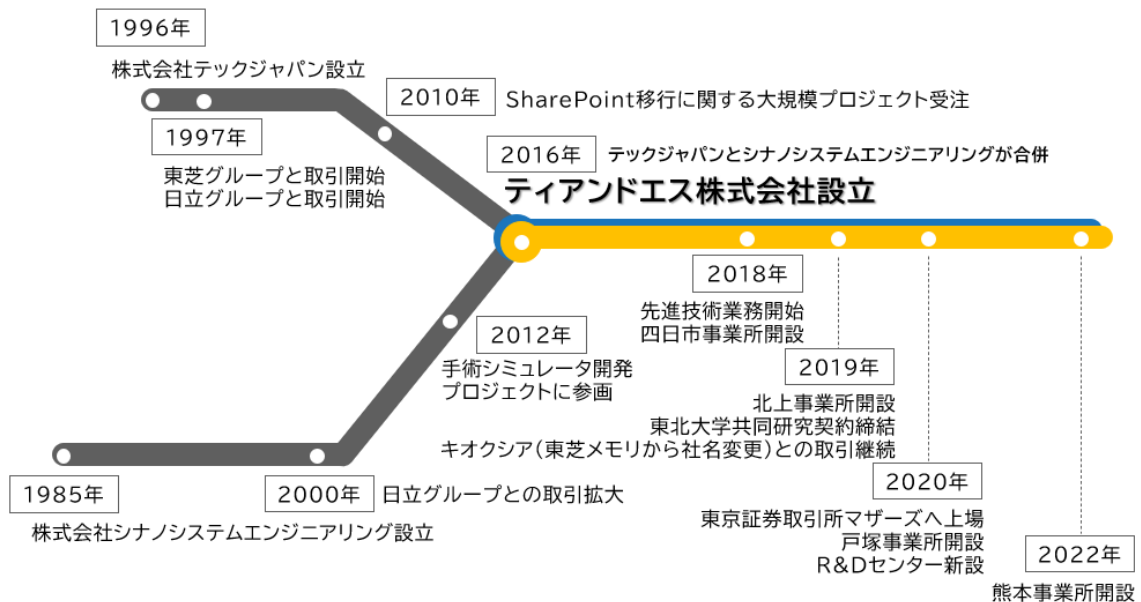 1996年
株式会社テックジャパン設立
2010年
SharePoint移行に関する大規模プロジェクト受注
1997年
東芝グループと取引開始
日立グループと取引開始
2016年
テックジャパンとシナノシステムエンジニアリングが合併
ティアンドエス株式会社設立
2018年
先進技術業務開始
四日市事業所開設
2012年
手術シミュレータ開発
プロジェクトに参画
2019年
北上事業所開設
東北大学共同研究契約締結
キオクシア(東芝メモリから社名変更)との取引継続
1985年
株式会社シナノシステムエンジニアリング設立
2000年
日立グループとの取引拡大
2020年
東京証券取引所マザーズへ上場
戸塚事業所開設
R&Dセンター新設
2022年
熊本事業所開設